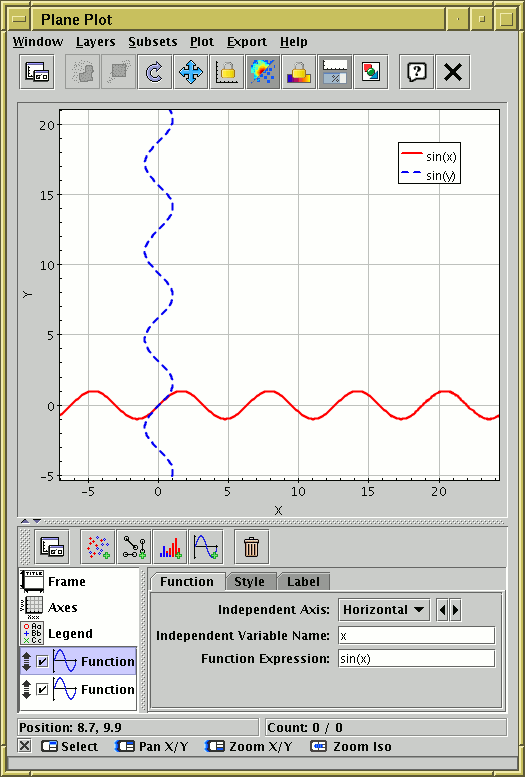 Plane Plot
Window Layers Subsets Plot Export Help
20
15
10
5
0
-5
Y
sin(x)
sin(y)
-5 0 5 10 15 20
X
Frame
Axes
Legend
Function
Function
Function Style Label
Independent Axis: Horizontal
Independent Variable Name: x
Function Expression: sin(x)
Position: 8.7, 9.9 Count: 0 / 0
Select Pan X/Y Zoom X/Y Zoom Iso